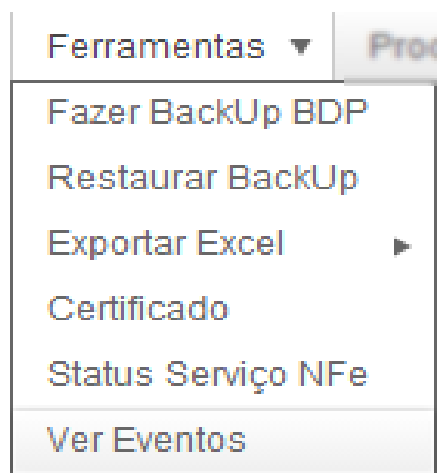 Ferramentas
Fazer BackUp BDP
Restaurar BackUp
Exportar Excel
Certificado
Status Serviço NFe
Ver Eventos